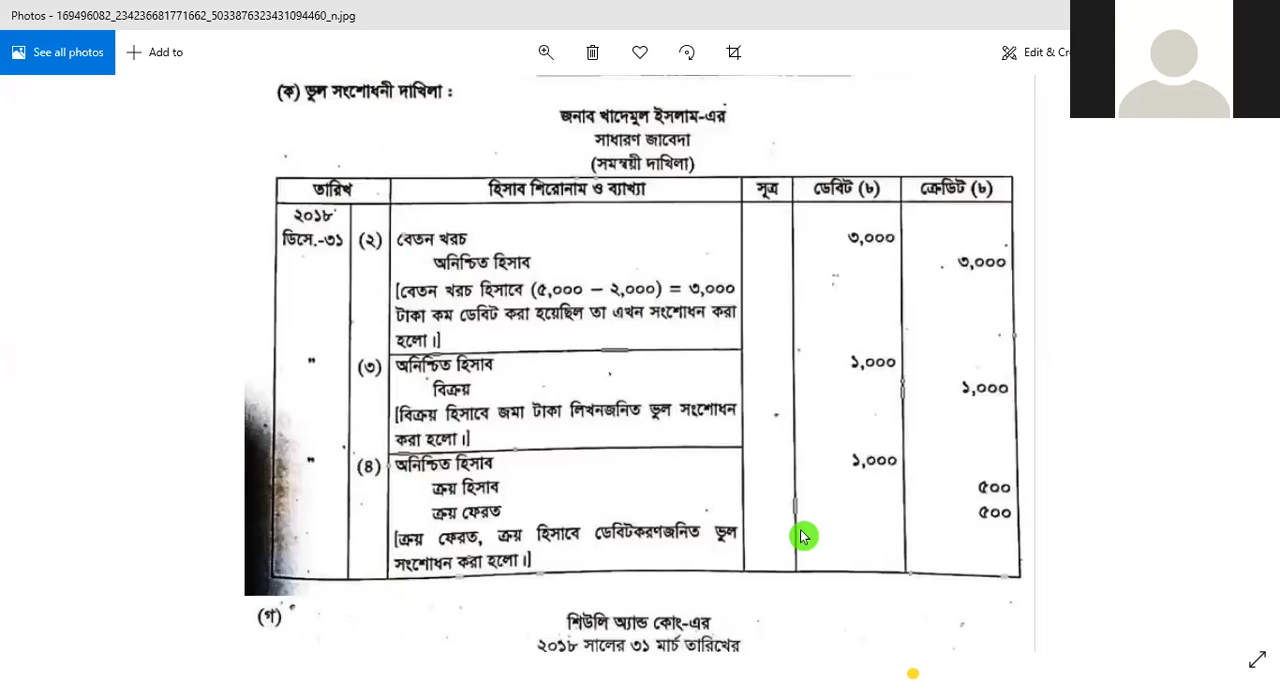 Photos - 169496082_234236681771662_5033876323431094460_n.jpg
See all photos
Add to
Edit & Cr
(ক) ভুল সংশোধনী দাখিলা :
জনাব খাদেমুল ইসলাম-এর
সাধারণ জাবেদা
(সমন্বয়ী দাখিলা)
তারিখ হিসাব শিরোনাম ও ব্যাখ্যা সূত্র ডেবিট (৳) ক্রেডিট (৳)
২০১৮
ডিসে.-৩১ (২) বেতন খরচ ৩,০০০
অনিশ্চিত হিসাব ৩,০০০
[বেতন খরচ হিসাবে (৫,০০০ – ২,০০০) = ৩,০০০
টাকা কম ডেবিট করা হয়েছিল তা এখন সংশোধন করা
হলো।]
" (৩) অনিশ্চিত হিসাব ১,০০০
বিক্রয় ১,০০০
[বিক্রয় হিসাবে জমা টাকা লিখনজনিত ভুল সংশোধন
করা হলো।]
" (৪) অনিশ্চিত হিসাব ১,০০০
ক্রয় হিসাব ৫০০
ক্রয় ফেরত ৫০০
[ক্রয় ফেরত, ক্রয় হিসাবে ডেবিটকরণজনিত ভুল
সংশোধন করা হলো।]
(গ) শিউলি অ্যান্ড কোং-এর
২০১৮ সালের ৩১ মার্চ তারিখের